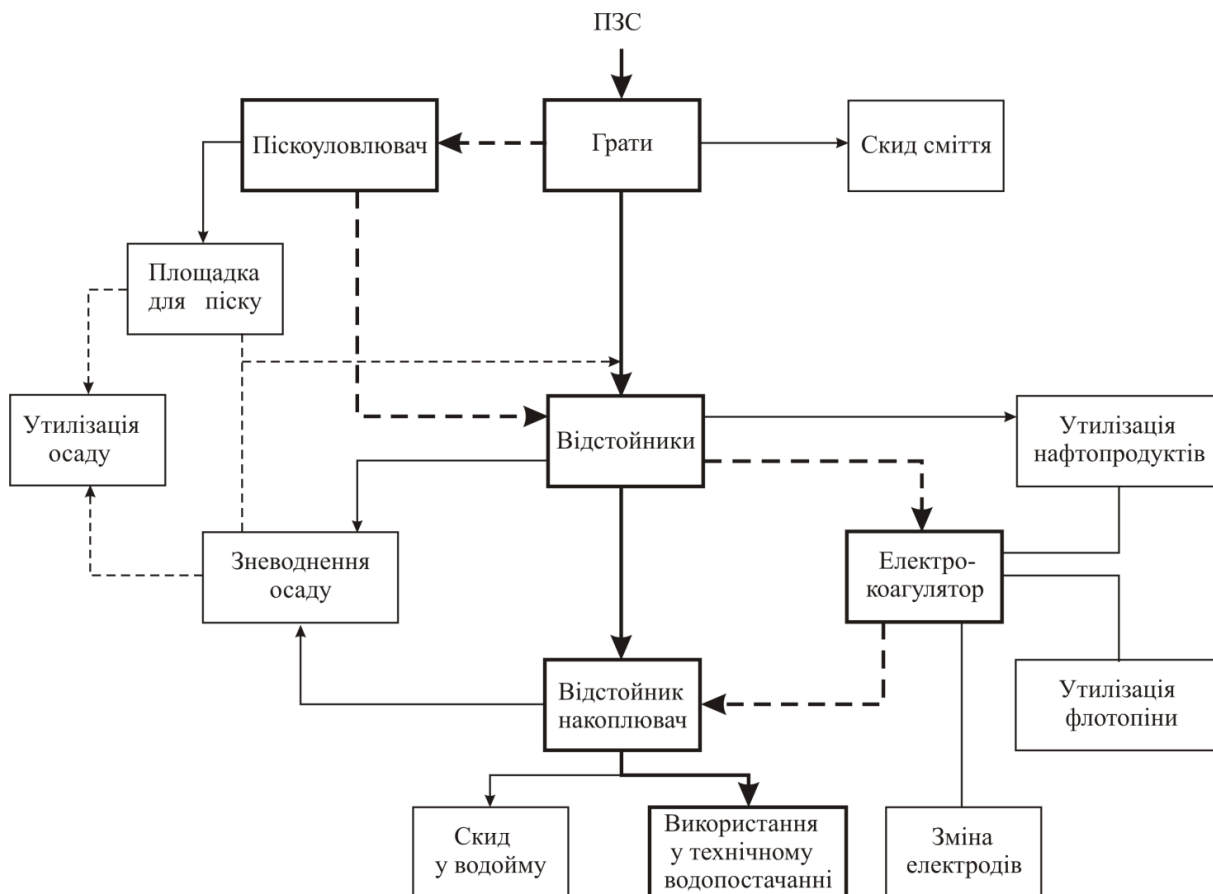 ПЗС
Піскоуловлювач
Грати
Скид сміття
Площадка
для піску
Утилізація
осаду
Відстойники
Утилізація
нафтопродуктів
Зневоднення
осаду
Електро-
коагулятор
Відстойник
накоплювач
Утилізація
флотопіни
Скид
у водойму
Використання
у технічному
водопостачанні
Зміна
електродів